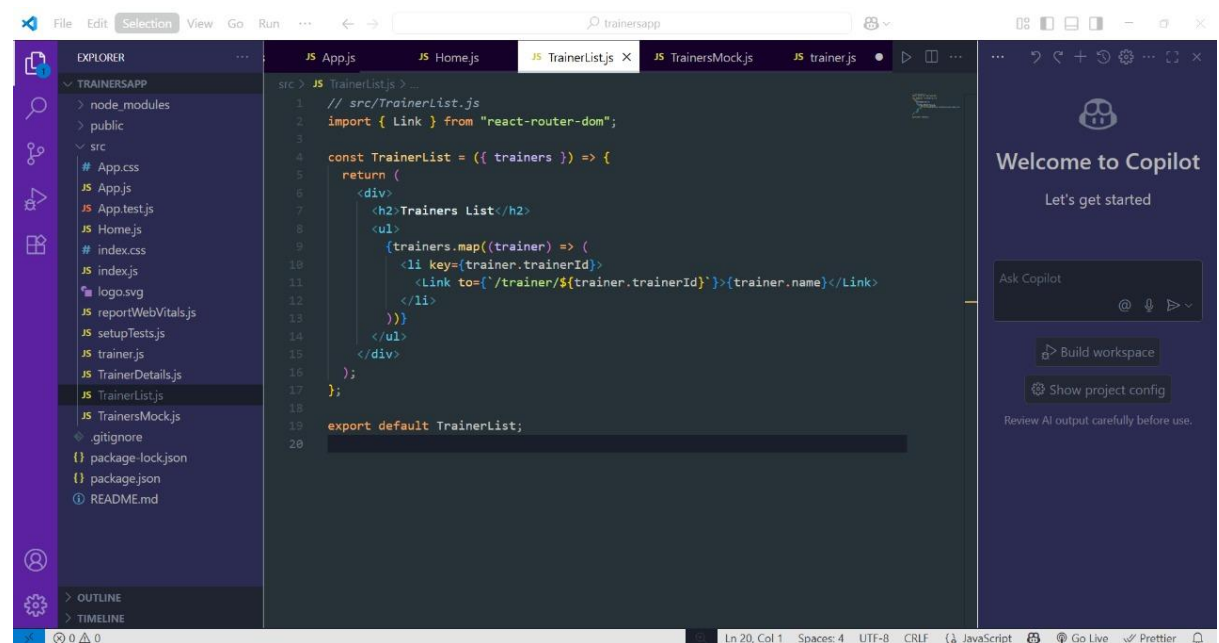 File Edit Selection View Go Run ··· trainersapp
EXPLORER ···
TRAINERSAPP
node_modules
public
src
# App.css
JS App.js
JS App.test.js
JS Home.js
# index.css
JS index.js
logo.svg
JS reportWebVitals.js
JS setupTests.js
JS trainer.js
JS TrainerDetails.js
JS TrainerList.js
JS TrainersMock.js
.gitignore
{} package-lock.json
{} package.json
README.md
OUTLINE
TIMELINE
JS App.js JS Home.js JS TrainerList.js JS TrainersMock.js JS trainer.js
src > JS TrainerList.js > ...
1 // src/TrainerList.js
2 import { Link } from "react-router-dom";
3
4 const TrainerList = ({ trainers }) => {
5 return (
6 <div>
7 <h2>Trainers List</h2>
8 <ul>
9 {trainers.map((trainer) => (
10 <li key={trainer.trainerId}>
11 <Link to={`/trainer/${trainer.trainerId}`}>{trainer.name}</Link>
12 </li>
13 ))}
14 </ul>
15 </div>
16 );
17 };
18
19 export default TrainerList;
20
Welcome to Copilot
Let's get started
Ask Copilot
@
Build workspace
Show project config
Review AI output carefully before use.
0 0 Ln 20, Col 1 Spaces: 4 UTF-8 CRLF JavaScript Go Live Prettier
1